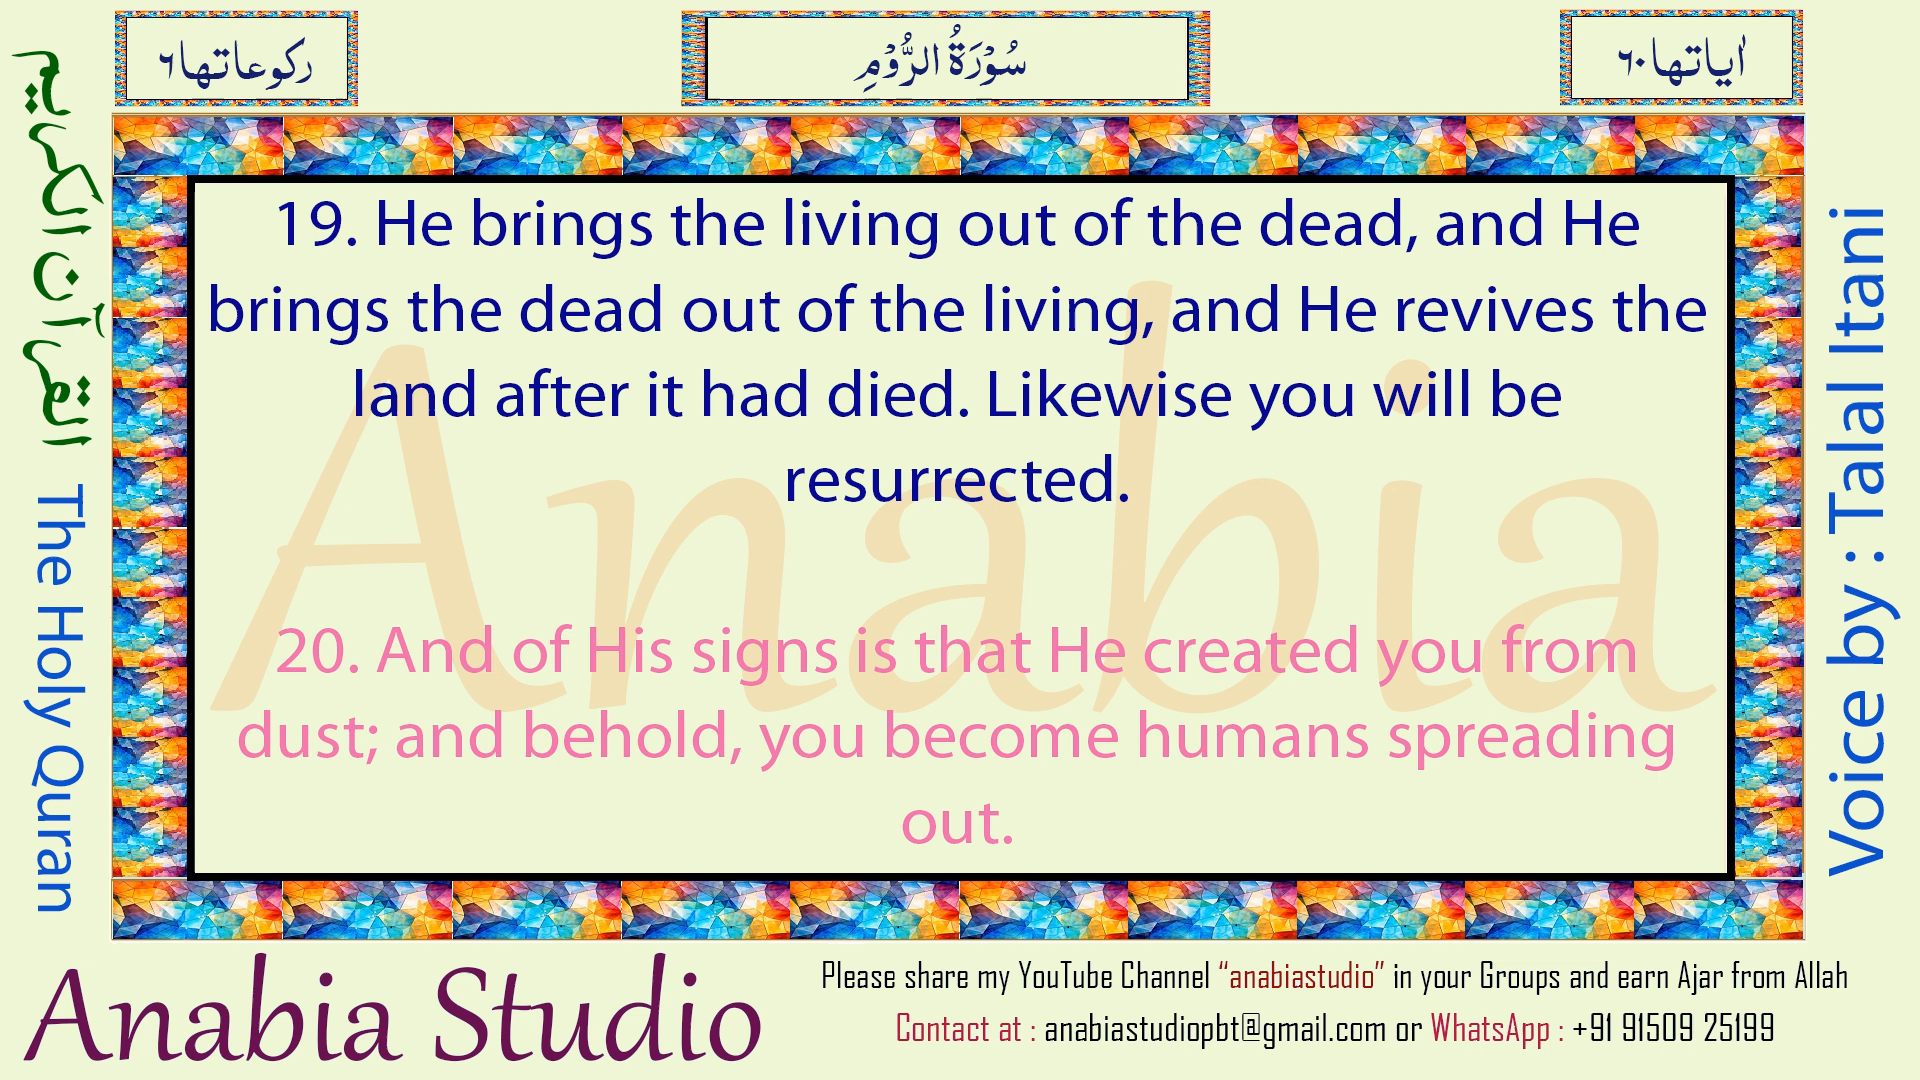 رکوعاتها٦
سُوْرَةُ الرُّوْمِ
اٰیاتها٦٠
القرآن الكريم
The Holy Quran
19. He brings the living out of the dead, and He
brings the dead out of the living, and He revives the
land after it had died. Likewise you will be
resurrected.
20. And of His signs is that He created you from
dust; and behold, you become humans spreading
out.
Anabia
Voice by : Talal Itani
Anabia Studio
Please share my YouTube Channel “anabiastudio” in your Groups and earn Ajar from Allah
Contact at : anabiastudiopbt@gmail.com or WhatsApp : +91 91509 25199